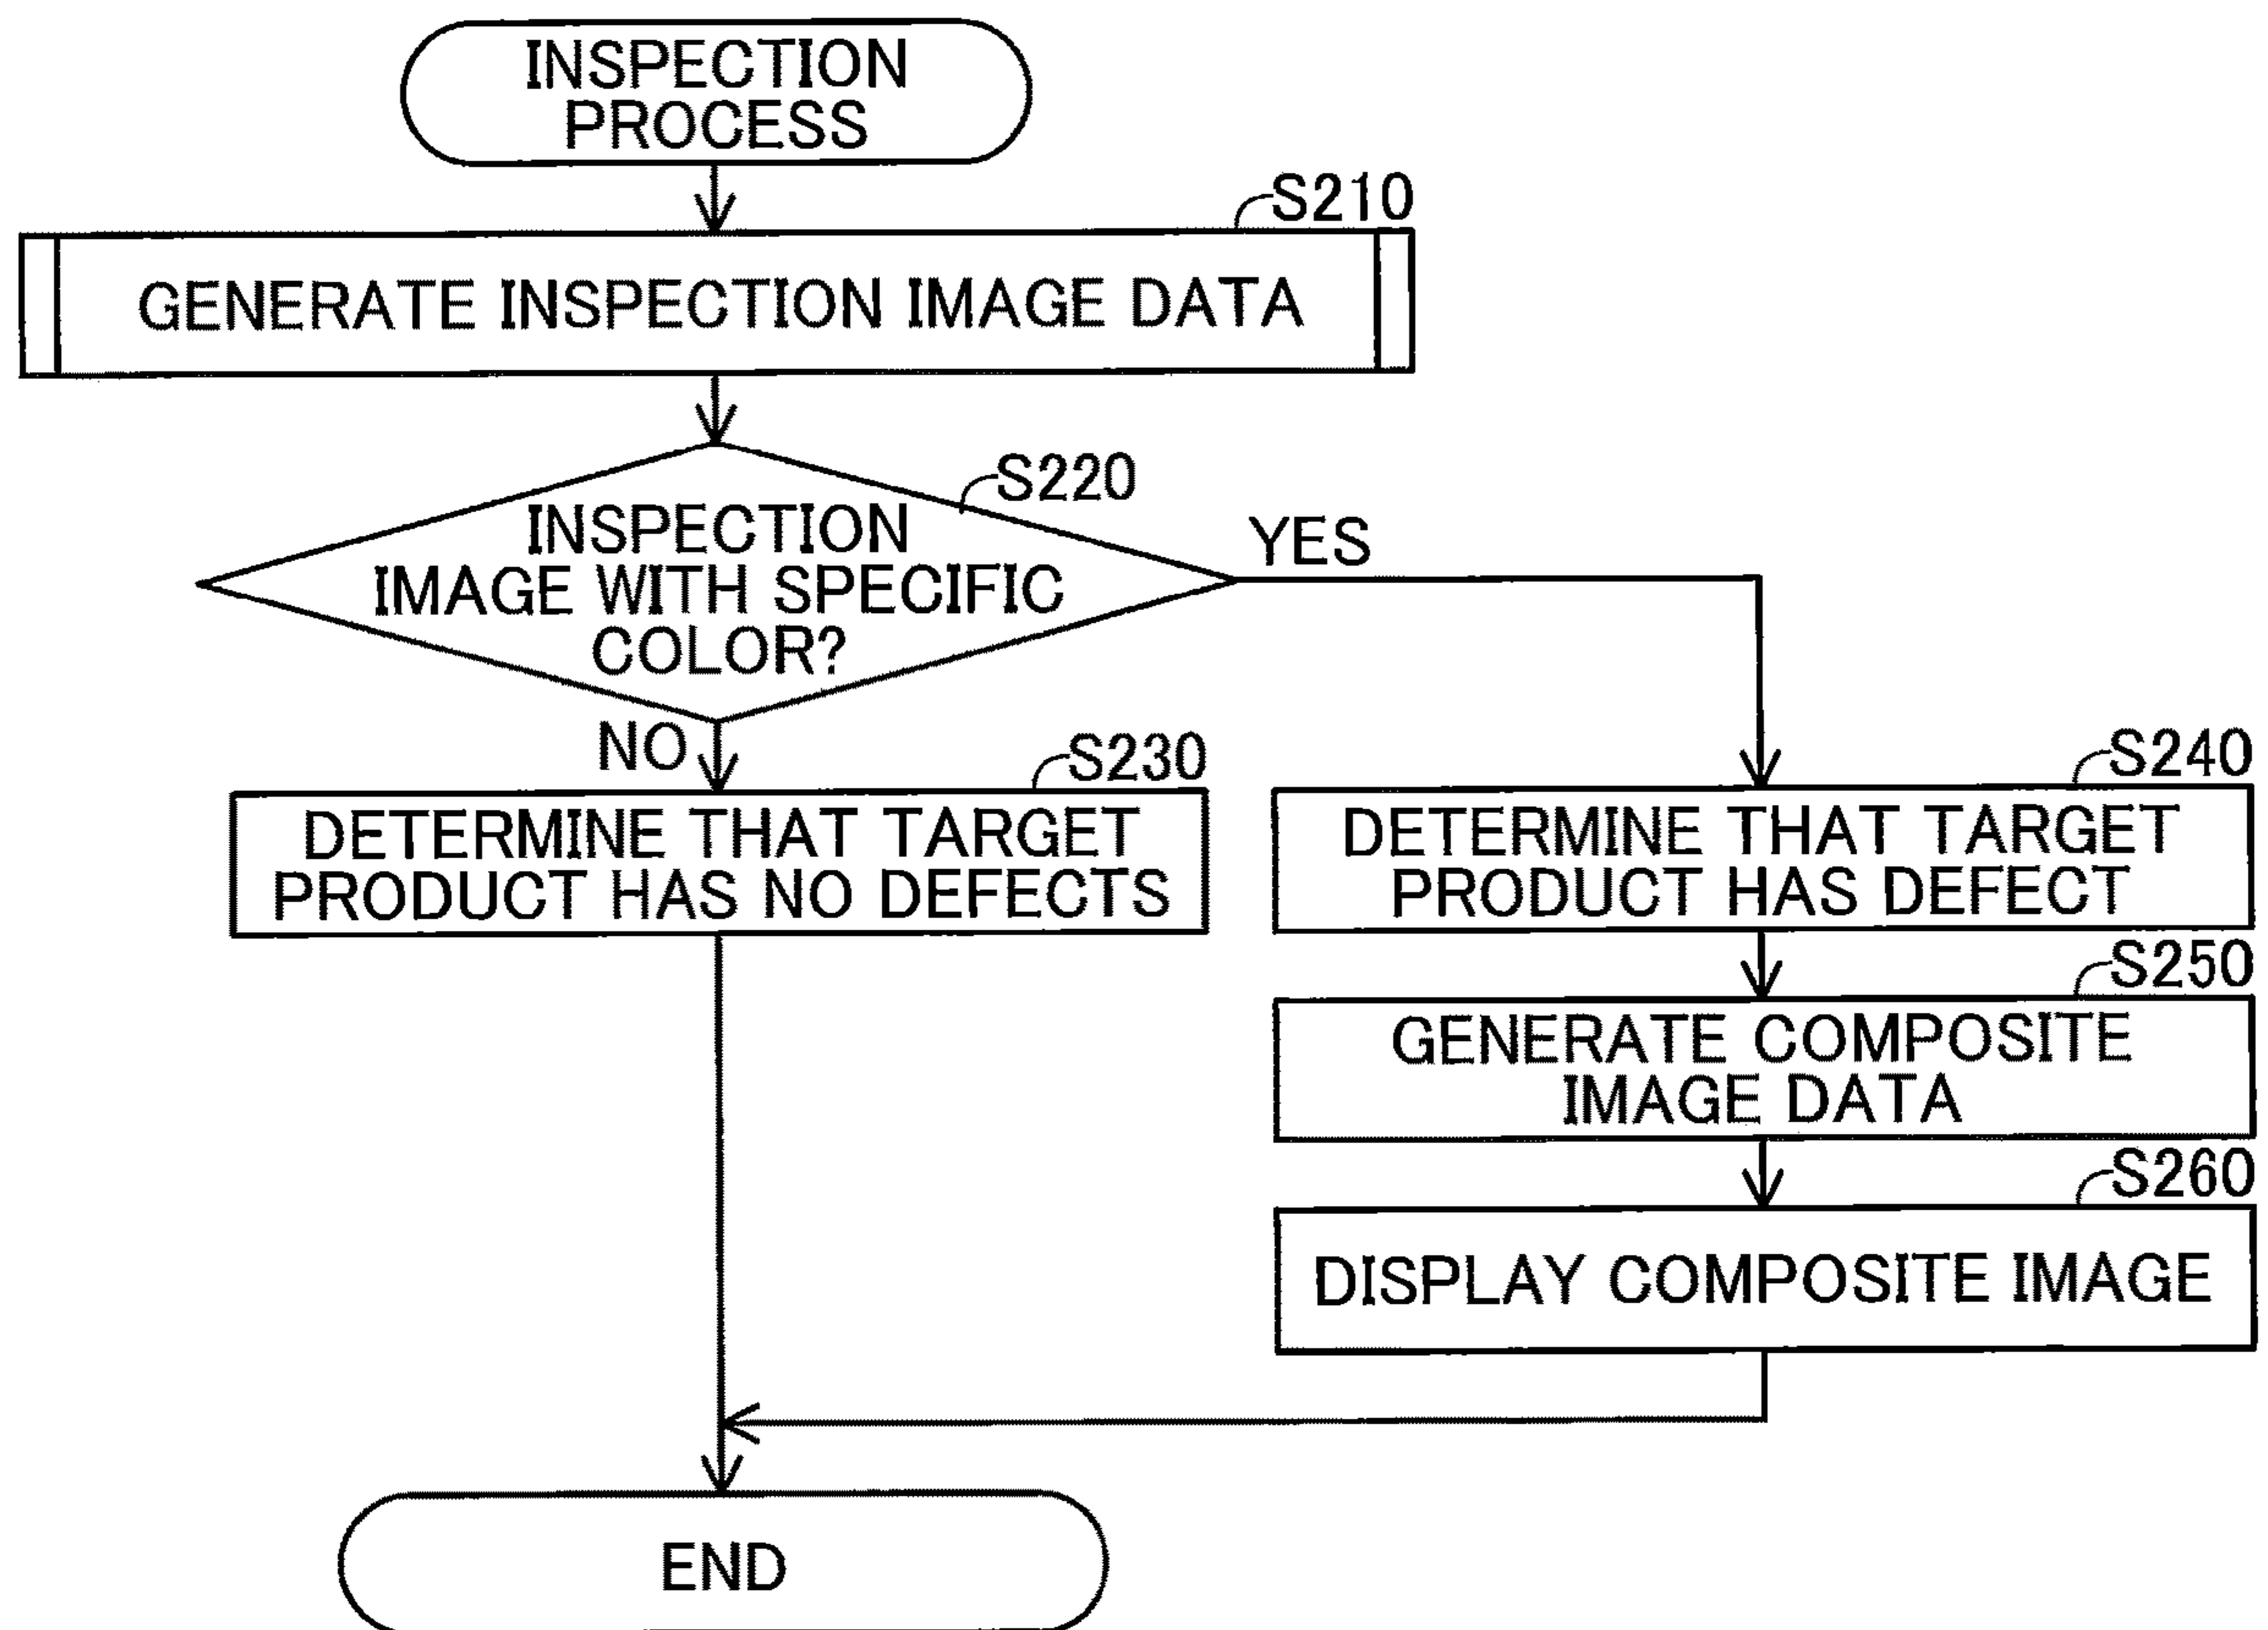 INSPECTION
PROCESS
S210
GENERATE INSPECTION IMAGE DATA
S220
INSPECTION
IMAGE WITH SPECIFIC
COLOR?
YES
NO
S230
DETERMINE THAT TARGET
PRODUCT HAS NO DEFECTS
S240
DETERMINE THAT TARGET
PRODUCT HAS DEFECT
S250
GENERATE COMPOSITE
IMAGE DATA
S260
DISPLAY COMPOSITE IMAGE
END